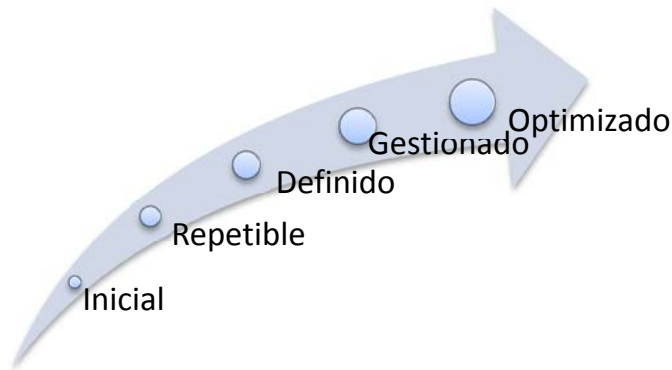 Optimizado
Gestionado
Definido
Repetible
Inicial